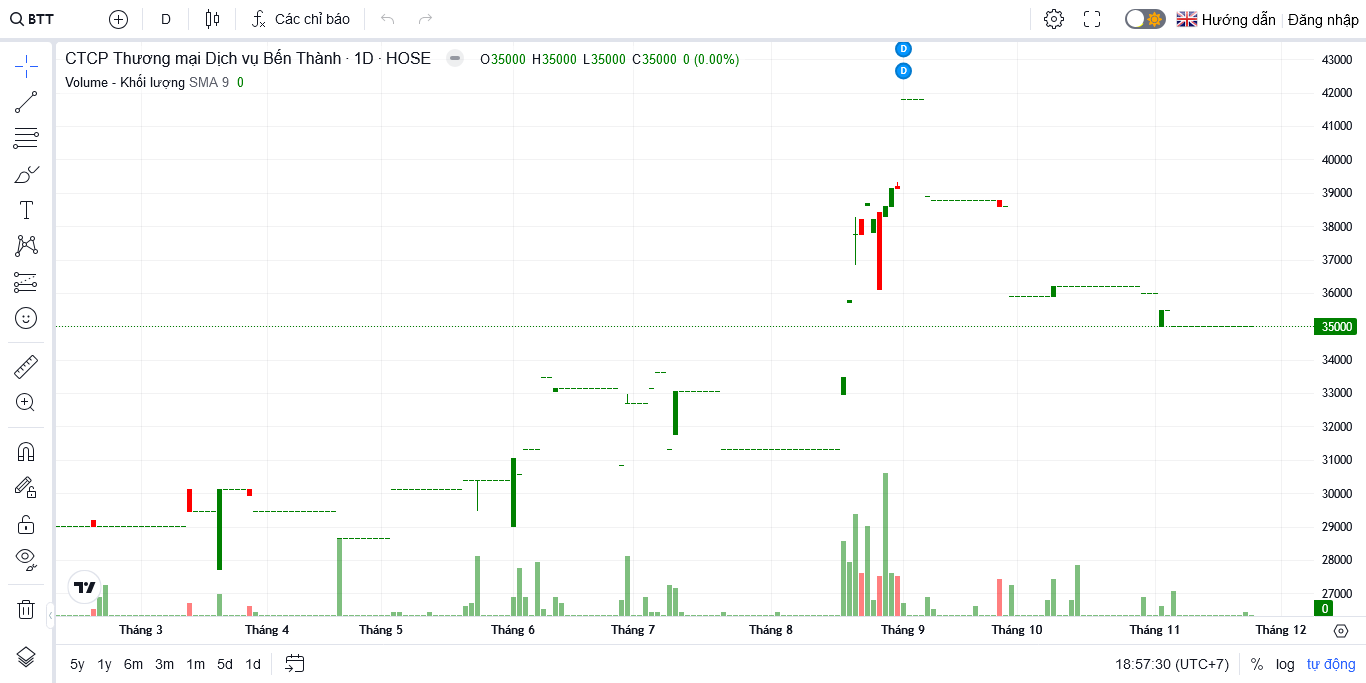 BTT D Các chỉ báo Hướng dẫn Đăng nhập
CTCP Thương mại Dịch vụ Bến Thành · 1D · HOSE O35000 H35000 L35000 C35000 0 (0.00%)
Volume - Khối lượng SMA 9 0
D
D
43000
42000
41000
40000
39000
38000
37000
36000
35000
34000
33000
32000
31000
30000
29000
28000
27000
0
Tháng 3 Tháng 4 Tháng 5 Tháng 6 Tháng 7 Tháng 8 Tháng 9 Tháng 10 Tháng 11 Tháng 12
5y 1y 6m 3m 1m 5d 1d 18:57:30 (UTC+7) % log tự động